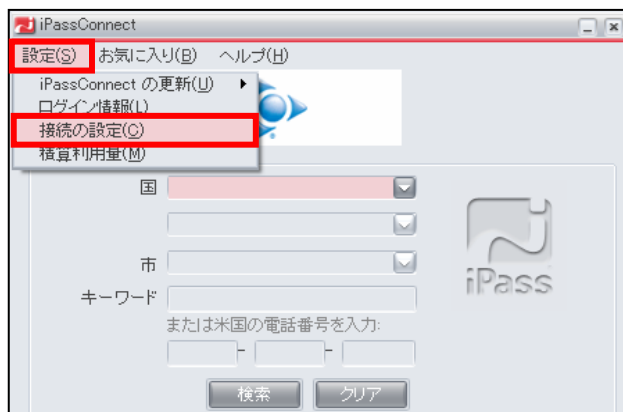 iPassConnect
設定(S) お気に入り(B) ヘルプ(H)
iPassConnect の更新(U)
ログイン情報(L)
接続の設定(C)
積算利用量(M)
国
市
キーワード
iPass
または米国の電話番号を入力:
- -
検索 クリア